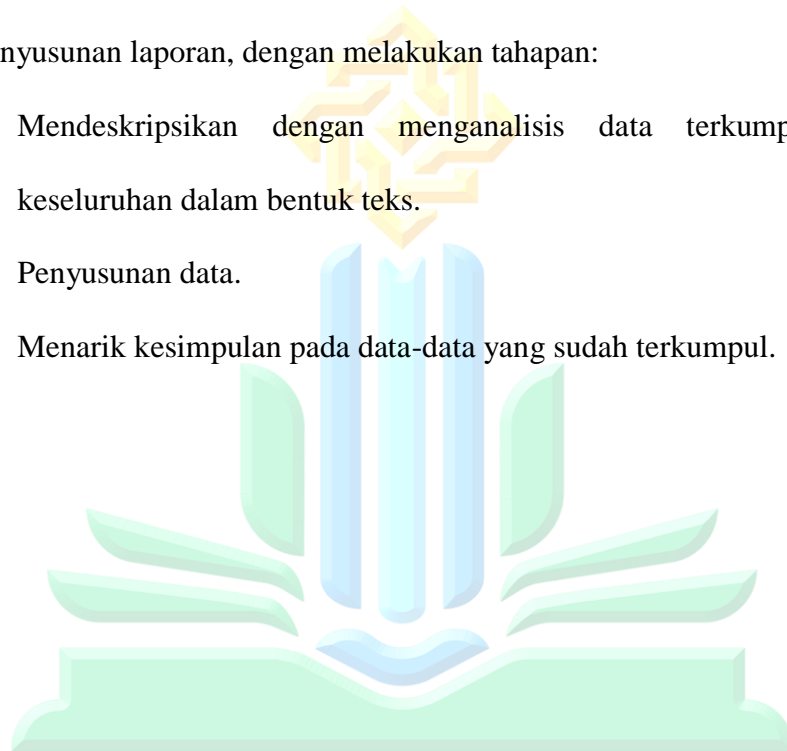 nyusunan laporan, dengan melakukan tahapan:
Mendeskripsikan dengan menganalisis data terkump
keseluruhan dalam bentuk teks.
Penyusunan data.
Menarik kesimpulan pada data-data yang sudah terkumpul.